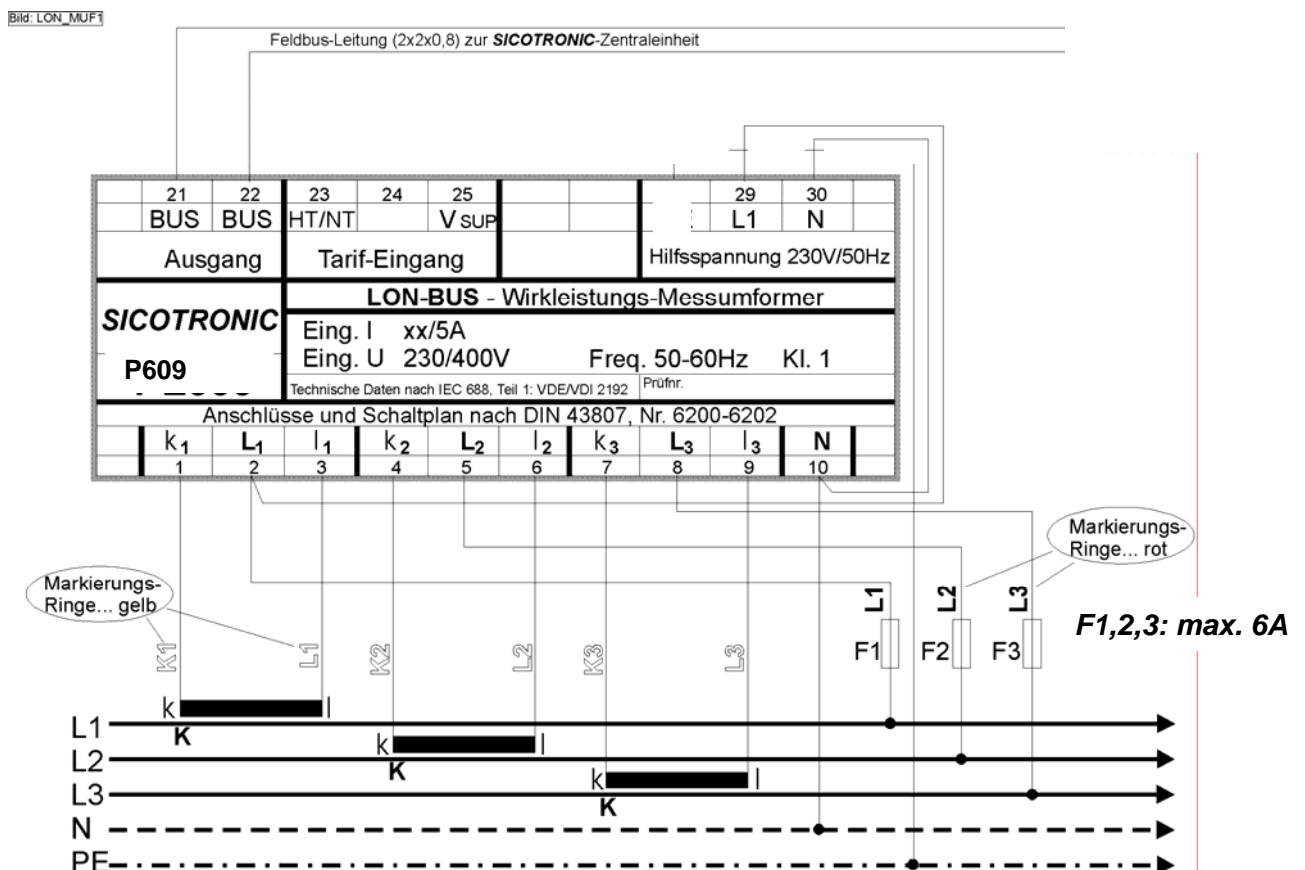 Bild: LON_MUF1
Feldbus-Leitung (2x2x0,8) zur SICOTRONIC-Zentraleinheit
21 22 23 24 25 29 30
BUS BUS HT/NT V SUP L1 N
Ausgang Tarif-Eingang Hilfsspannung 230V/50Hz
LON-BUS - Wirkleistungs-Messumformer
SICOTRONIC
P609
Eing. I xx/5A
Eing. U 230/400V Freq. 50-60Hz Kl. 1
Technische Daten nach IEC 688, Teil 1: VDE/VDI 2192 Prüfnr.
Anschlüsse und Schaltplan nach DIN 43807, Nr. 6200-6202
k1 L1 l1 k2 L2 l2 k3 L3 l3 N
1 2 3 4 5 6 7 8 9 10
Markierungs-
Ringe... rot
Markierungs-
Ringe... gelb
L1 L2 L3
F1,2,3: max. 6A
K1 L1 K2 L2 K3 L3
F1 F2 F3
k l
L1
K
k l
L2
K
k l
L3
K
N
PE